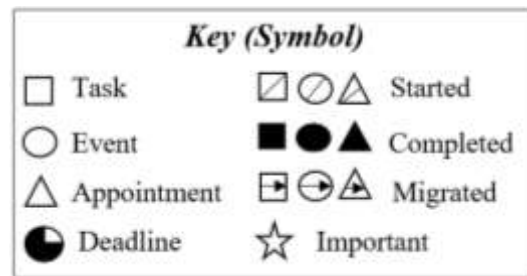 Key (Symbol)
Task Started
Event Completed
Appointment Migrated
Deadline Important